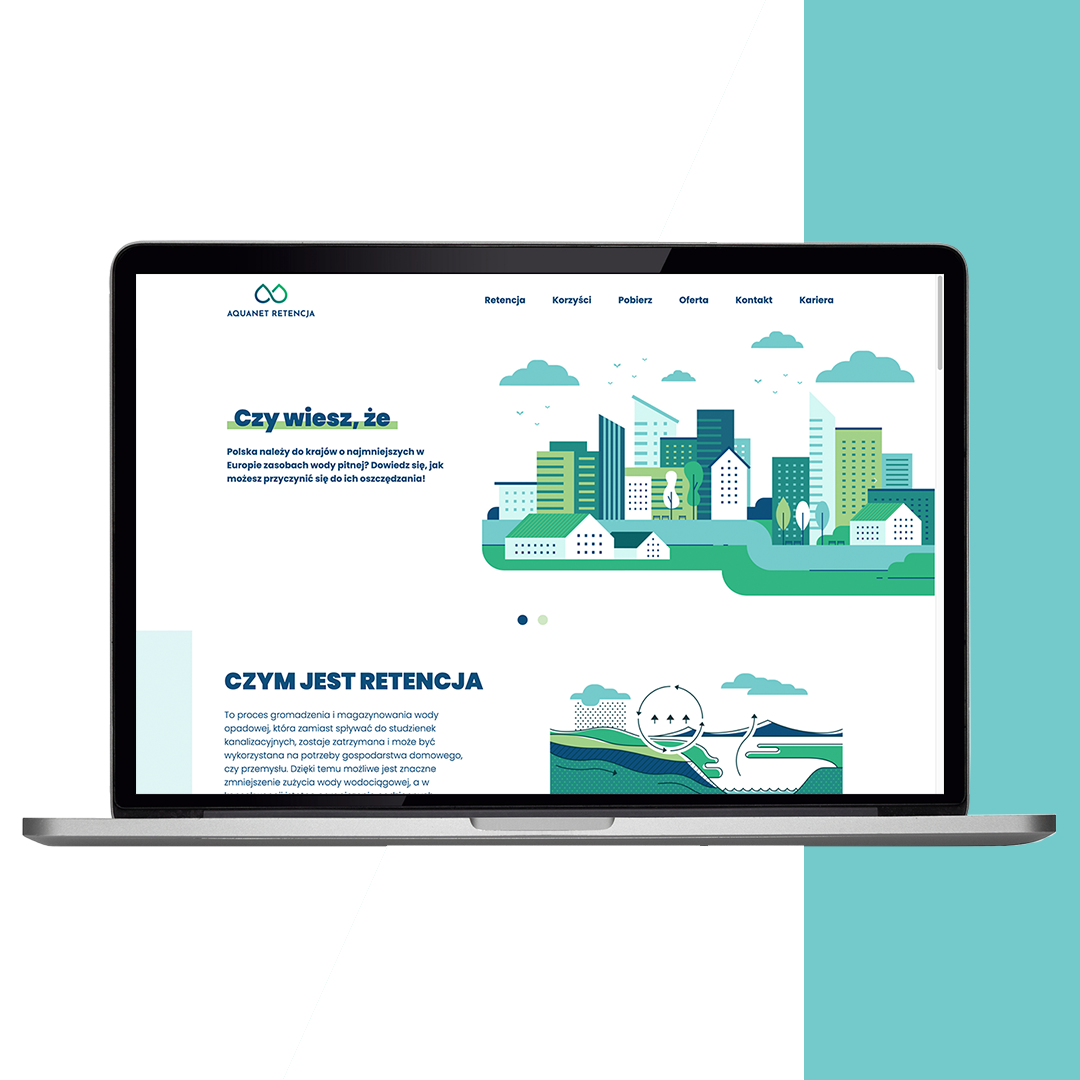 AQUANET RETENCJA
Retencja Korzyści Pobierz Oferta Kontakt Kariera
Czy wiesz, że
Polska należy do krajów o najmniejszych w
Europie zasobach wody pitnej? Dowiedz się, jak
możesz przyczynić się do ich oszczędzania!
CZYM JEST RETENCJA
To proces gromadzenia i magazynowania wody
opadowej, która zamiast spływać do studzienek
kanalizacyjnych, zostaje zatrzymana i może być
wykorzystana na potrzeby gospodarstwa domowego,
czy przemysłu. Dzięki temu możliwe jest znaczne
zmniejszenie zużycia wody wodociągowej, a w